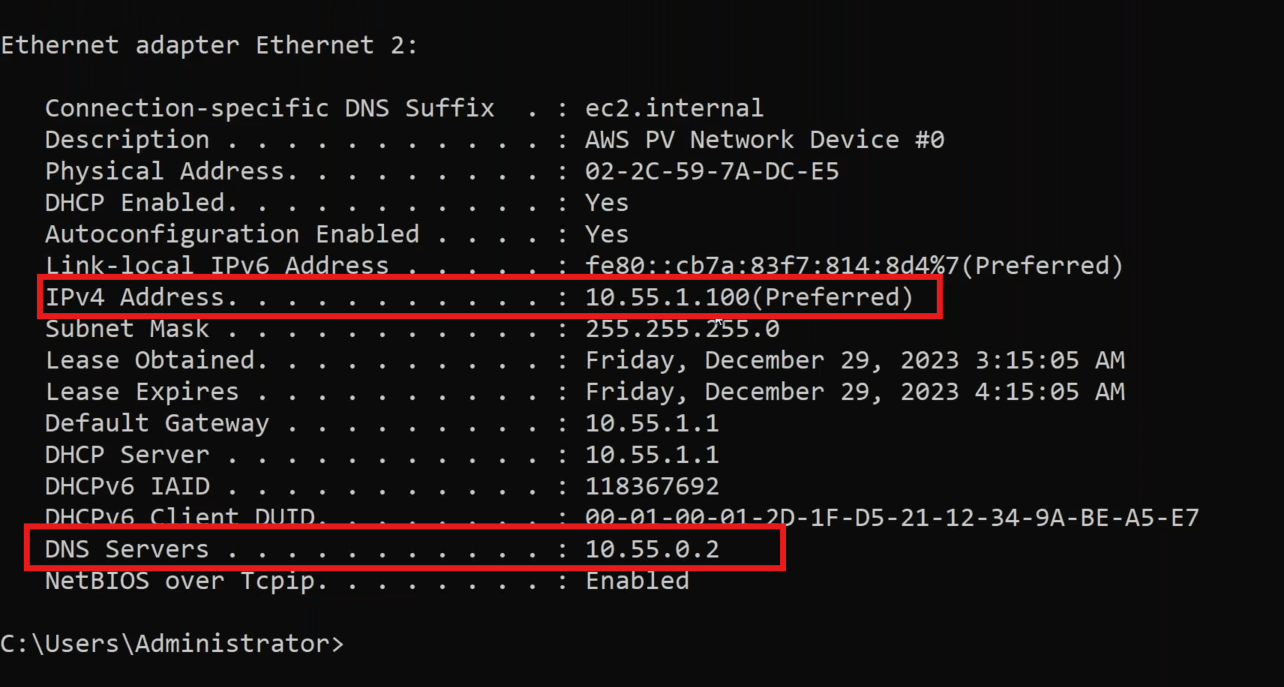 Ethernet adapter Ethernet 2:
Connection-specific DNS Suffix  . : ec2.internal
Description . . . . . . . . . . . : AWS PV Network Device #0
Physical Address. . . . . . . . . : 02-2C-59-7A-DC-E5
DHCP Enabled. . . . . . . . . . . : Yes
Autoconfiguration Enabled . . . . : Yes
Link-local IPv6 Address . . . . . : fe80::cb7a:83f7:814:8d4%7(Preferred)
IPv4 Address. . . . . . . . . . . : 10.55.1.100(Preferred)
Subnet Mask . . . . . . . . . . . : 255.255.255.0
Lease Obtained. . . . . . . . . . : Friday, December 29, 2023 3:15:05 AM
Lease Expires . . . . . . . . . . : Friday, December 29, 2023 4:15:05 AM
Default Gateway . . . . . . . . . : 10.55.1.1
DHCP Server . . . . . . . . . . . : 10.55.1.1
DHCPv6 IAID . . . . . . . . . . . : 118367692
DHCPv6 Client DUID. . . . . . . . : 00-01-00-01-2D-1F-D5-21-12-34-9A-BE-A5-E7
DNS Servers . . . . . . . . . . . : 10.55.0.2
NetBIOS over Tcpip. . . . . . . . : Enabled
C:\Users\Administrator>